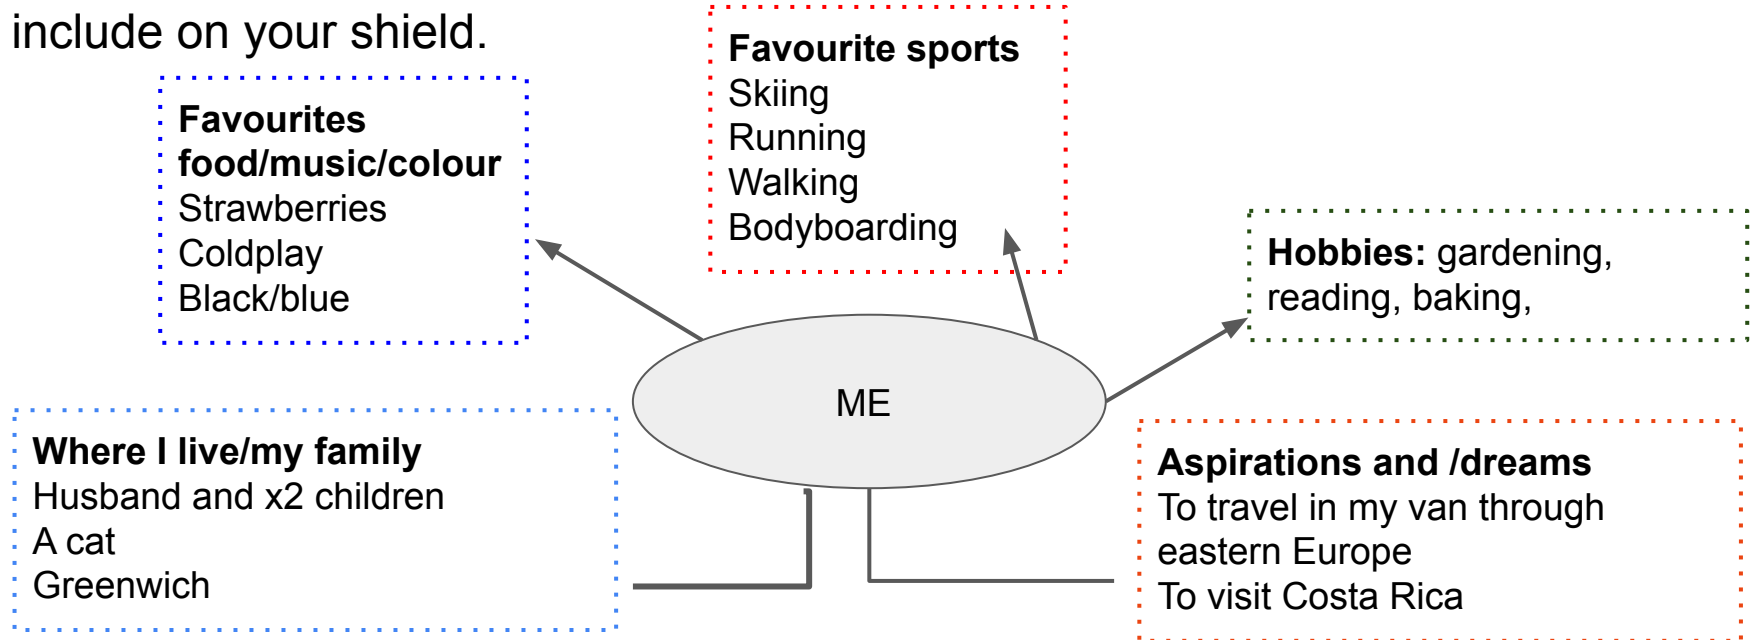 include on your shield.
Favourites
food/music/colour
Strawberries
Coldplay
Black/blue
Favourite sports
Skiing
Running
Walking
Bodyboarding
Hobbies: gardening,
reading, baking,
ME
Where I live/my family
Husband and x2 children
A cat
Greenwich
Aspirations and /dreams
To travel in my van through
eastern Europe
To visit Costa Rica